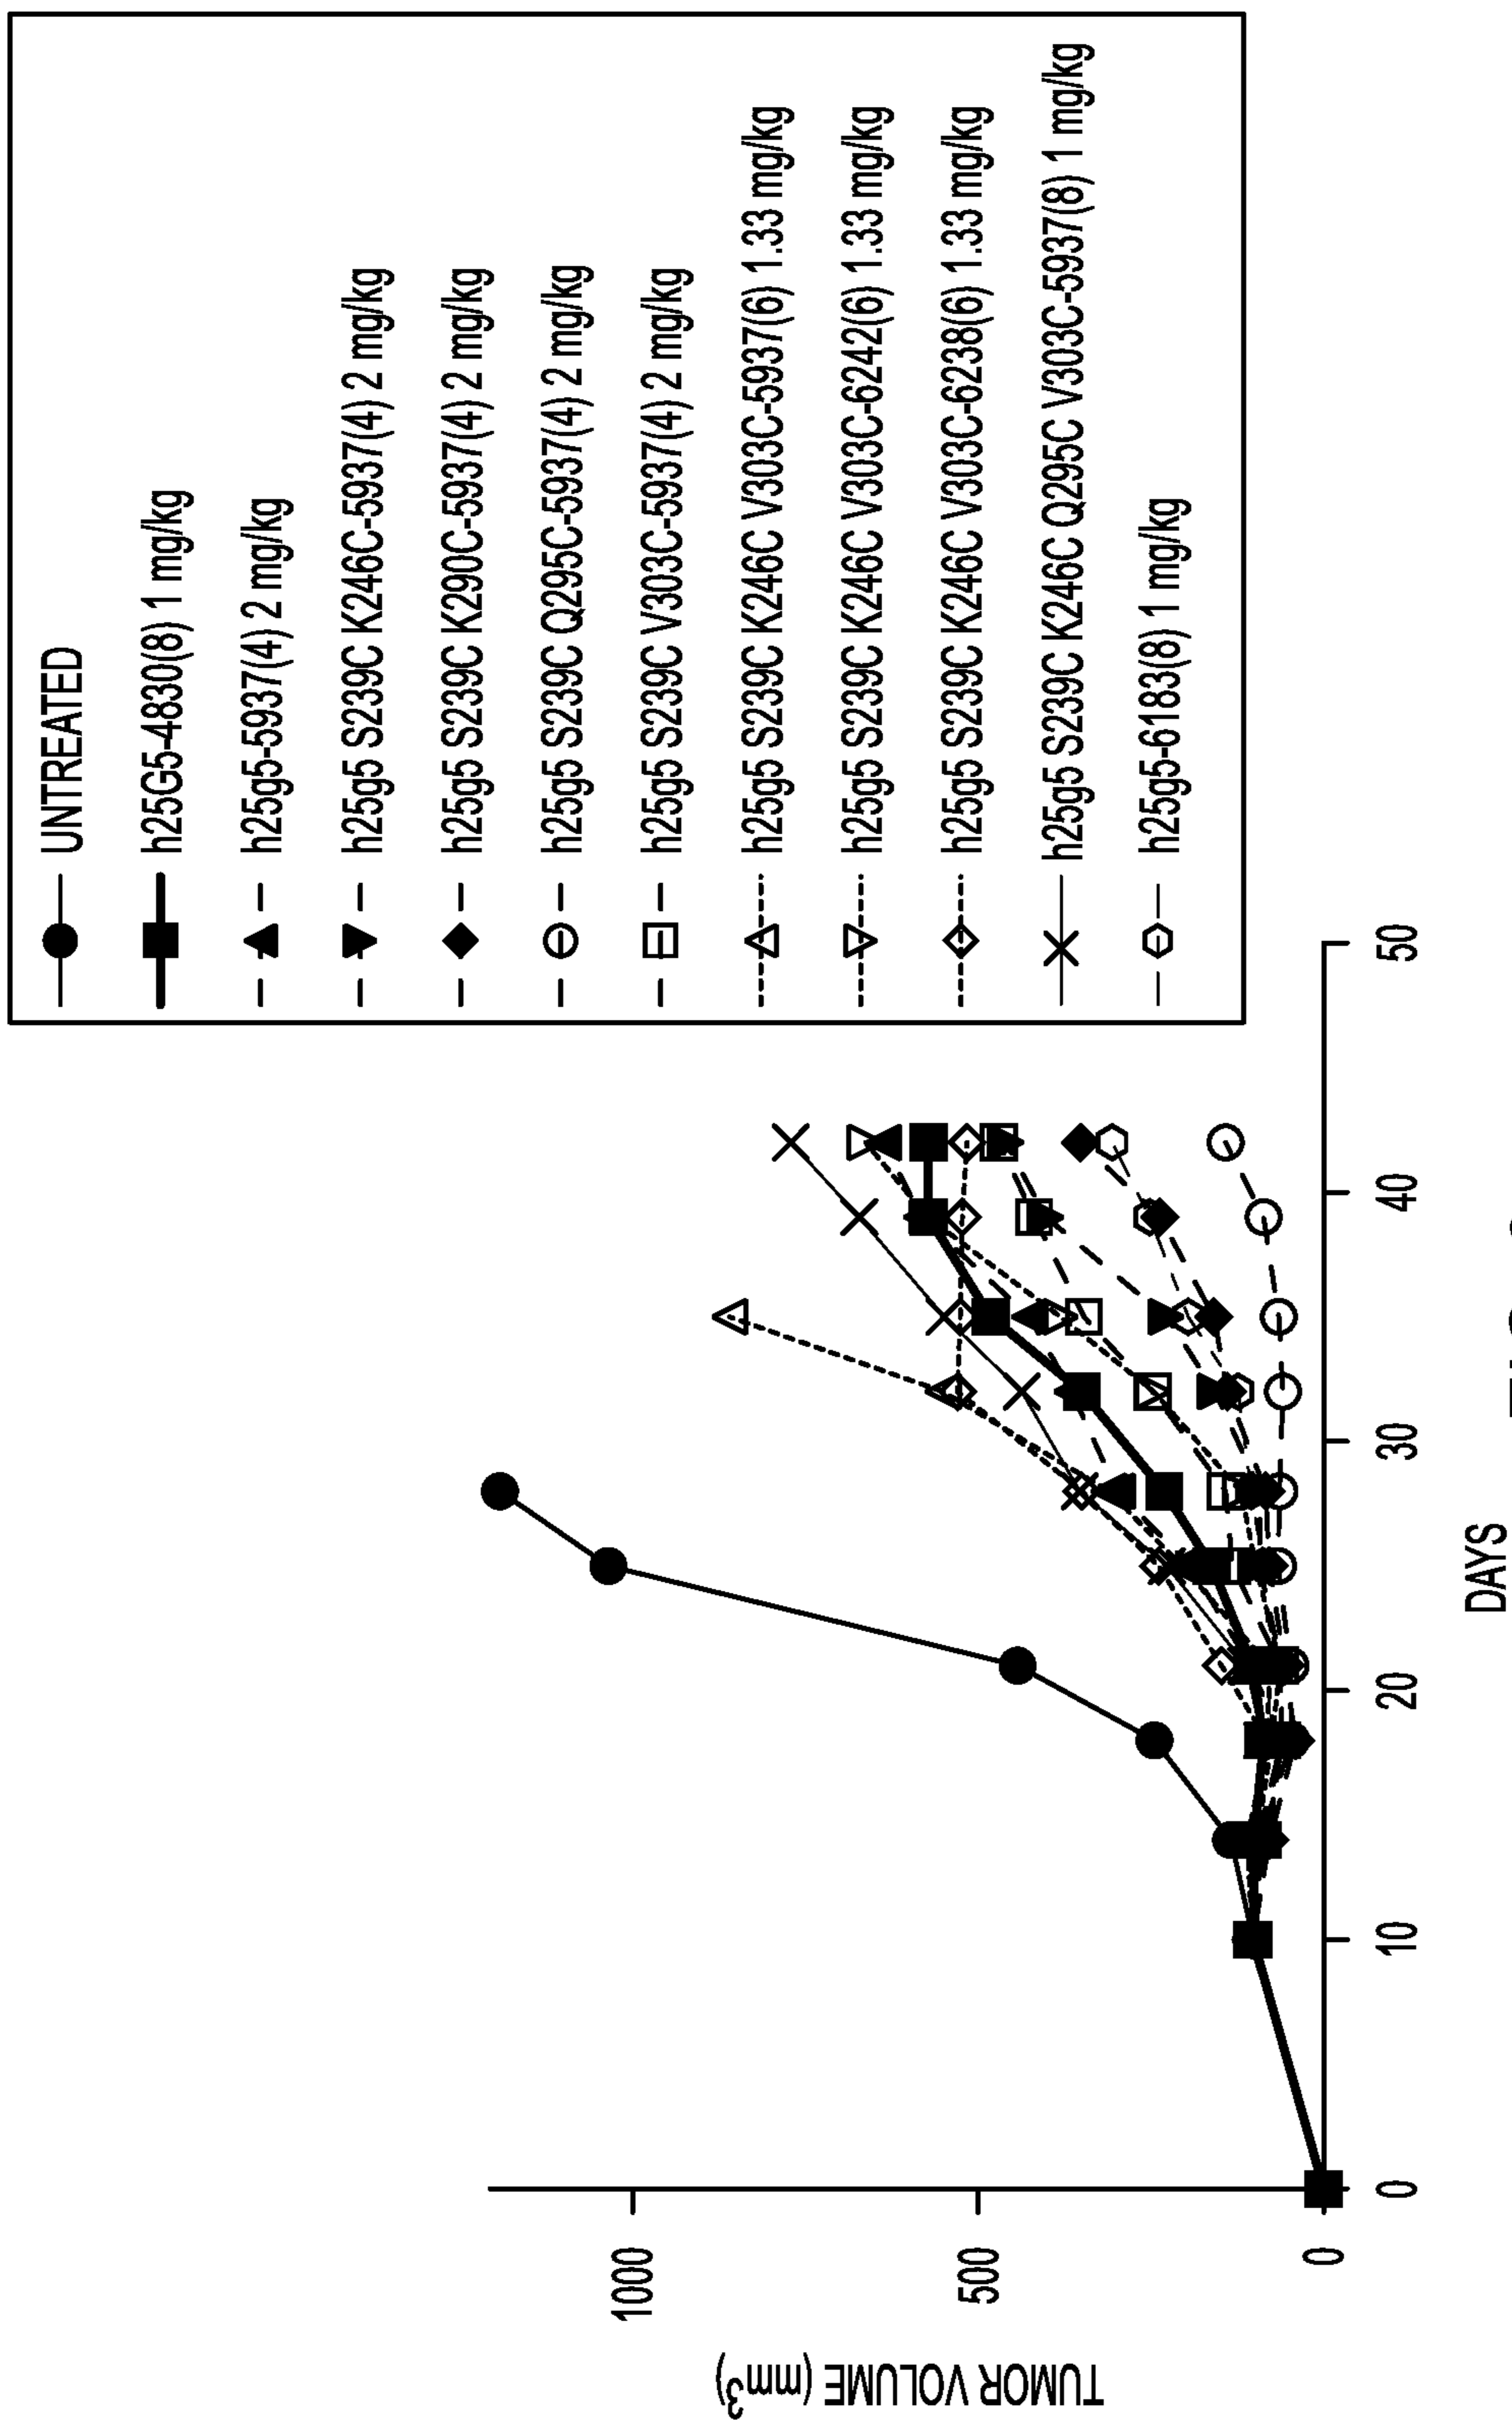 UNTREATED
h25G5-4830(8) 1 mg/kg
h25g5-5937(4) 2 mg/kg
h25g5 S239C K246C-5937(4) 2 mg/kg
h25g5 S239C K290C-5937(4) 2 mg/kg
h25g5 S239C Q295C-5937(4) 2 mg/kg
h25g5 S239C V303C-5937(4) 2 mg/kg
h25g5 S239C K246C V303C-5937(6) 1.33 mg/kg
h25g5 S239C K246C V303C-6242(6) 1.33 mg/kg
h25g5 S239C K246C V303C-6238(6) 1.33 mg/kg
h25g5 S239C K246C Q295C V303C-5937(8) 1 mg/kg
h25g5-6183(8) 1 mg/kg
TUMOR VOLUME (mm³)
1000
500
0
0 10 20 30 40 50
DAYS